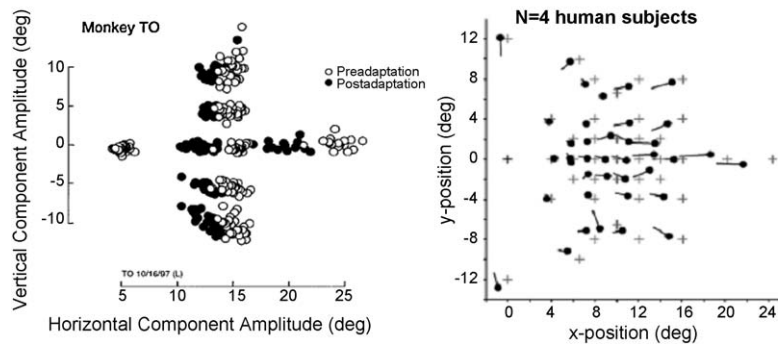 Monkey TO
Preadaptation
Postadaptation
Vertical Component Amplitude (deg)
10
5
0
-5
-10
TO 10/16/97 (L)
5
10
15
20
25
Horizontal Component Amplitude (deg)
N=4 human subjects
y-position (deg)
12
8
4
0
-4
-8
-12
0
4
8
12
16
20
24
x-position (deg)